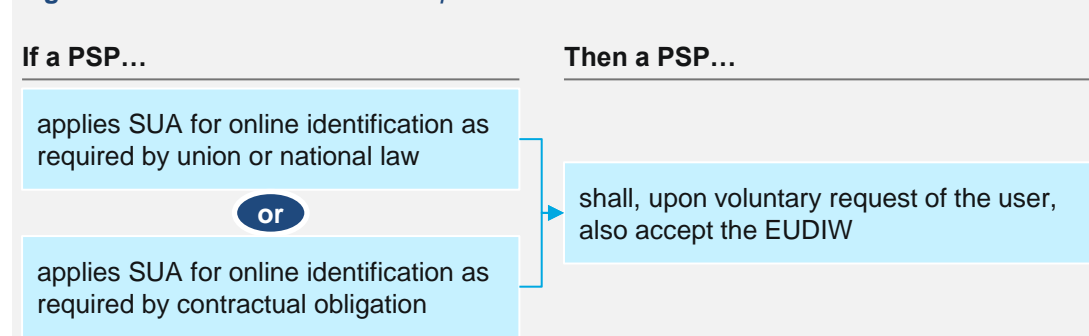 If a PSP…
Then a PSP…
applies SUA for online identification as
required by union or national law
or
applies SUA for online identification as
required by contractual obligation
shall, upon voluntary request of the user,
also accept the EUDIW